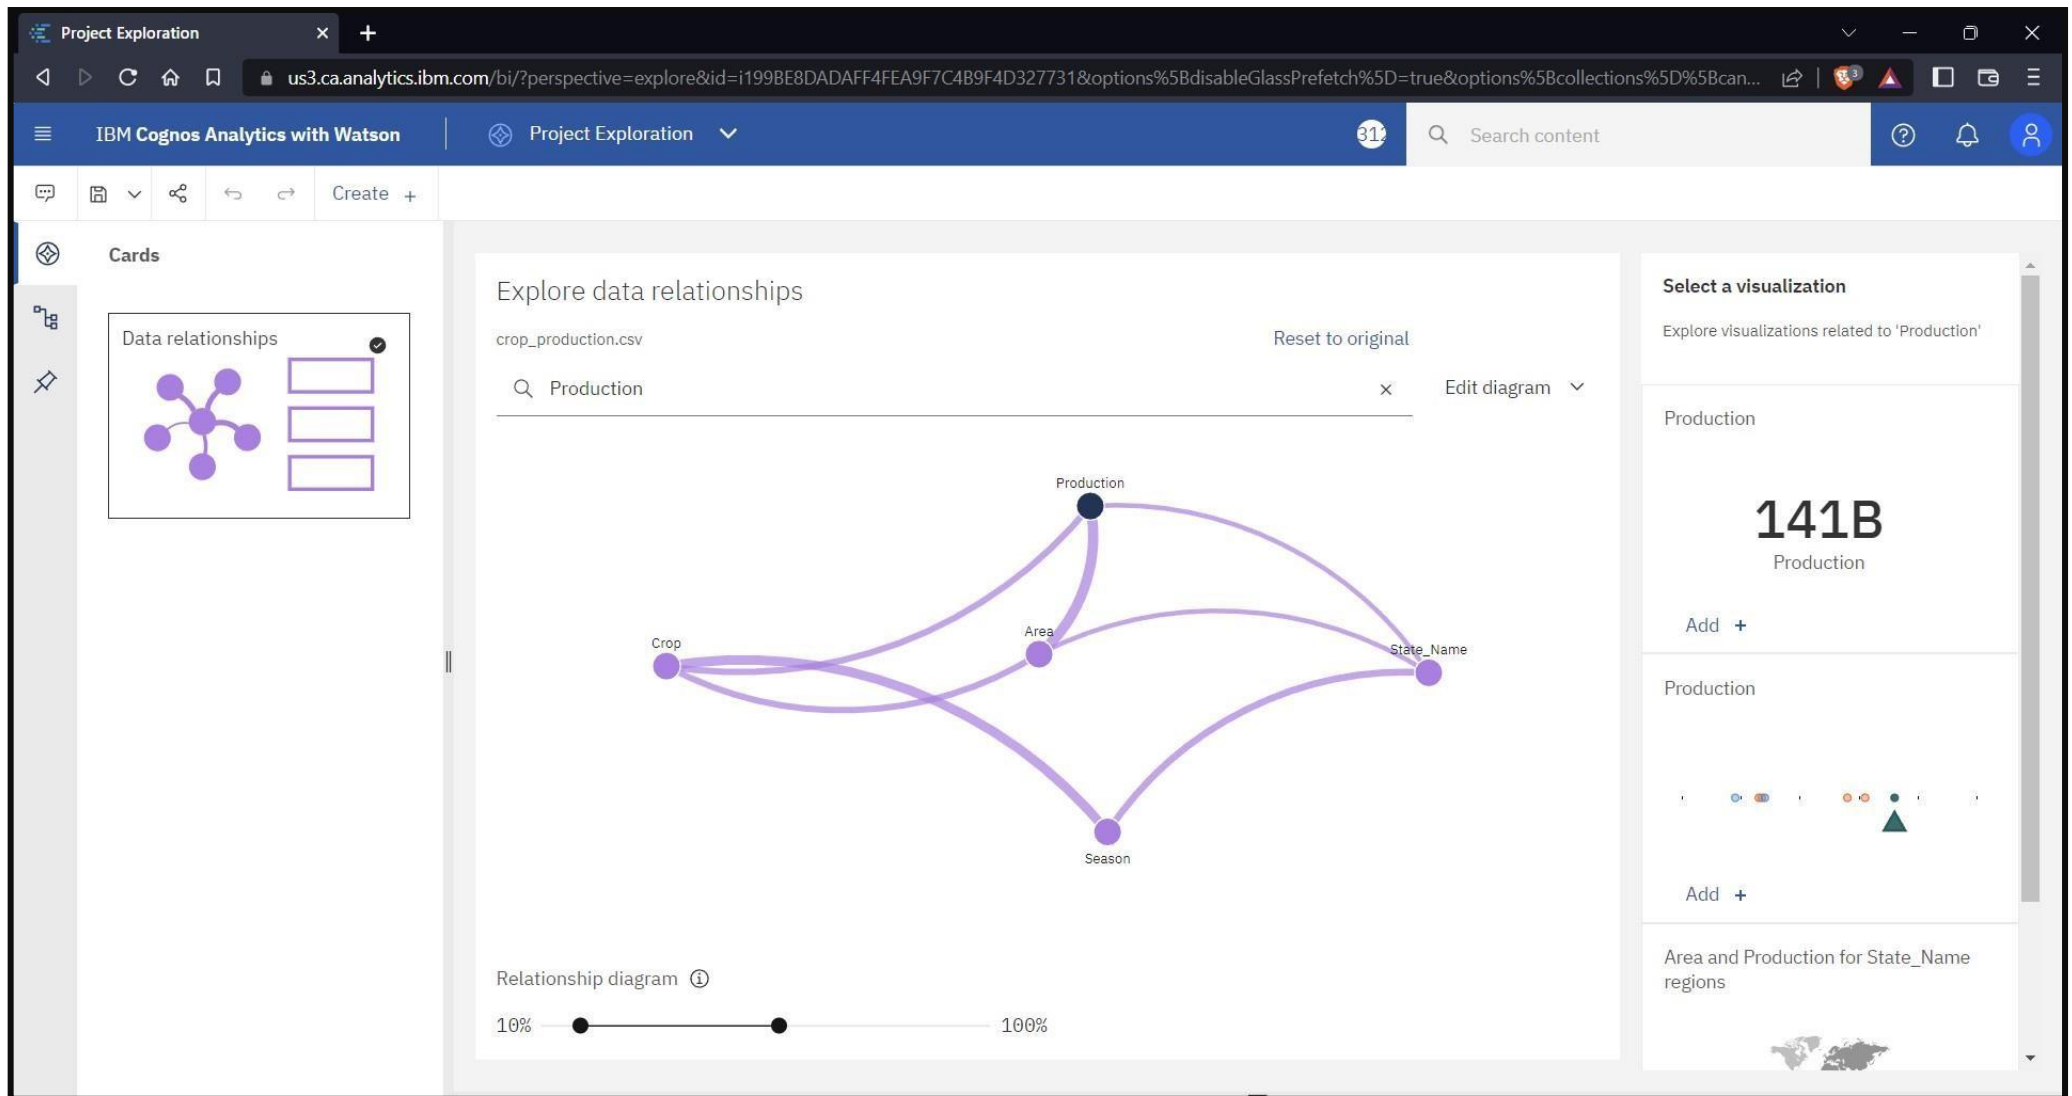 Project Exploration
us3.ca.analytics.ibm.com/bi/?perspective=explore&id=i199BE8DADAFF4FEA9F7C4B9F4D327731&options%5BdisableGlassPrefetch%5D=true&options%5Bcollections%5D%5Bcan...
3
IBM Cognos Analytics with Watson
Project Exploration
312
Search content
Create +
Cards
Data relationships
Explore data relationships
crop_production.csv
Reset to original
Production
Edit diagram
Production
Crop
Area
State_Name
Season
Relationship diagram
10%
100%
Select a visualization
Explore visualizations related to 'Production'
Production
141B
Production
Add +
Production
Add +
Area and Production for State_Name
regions